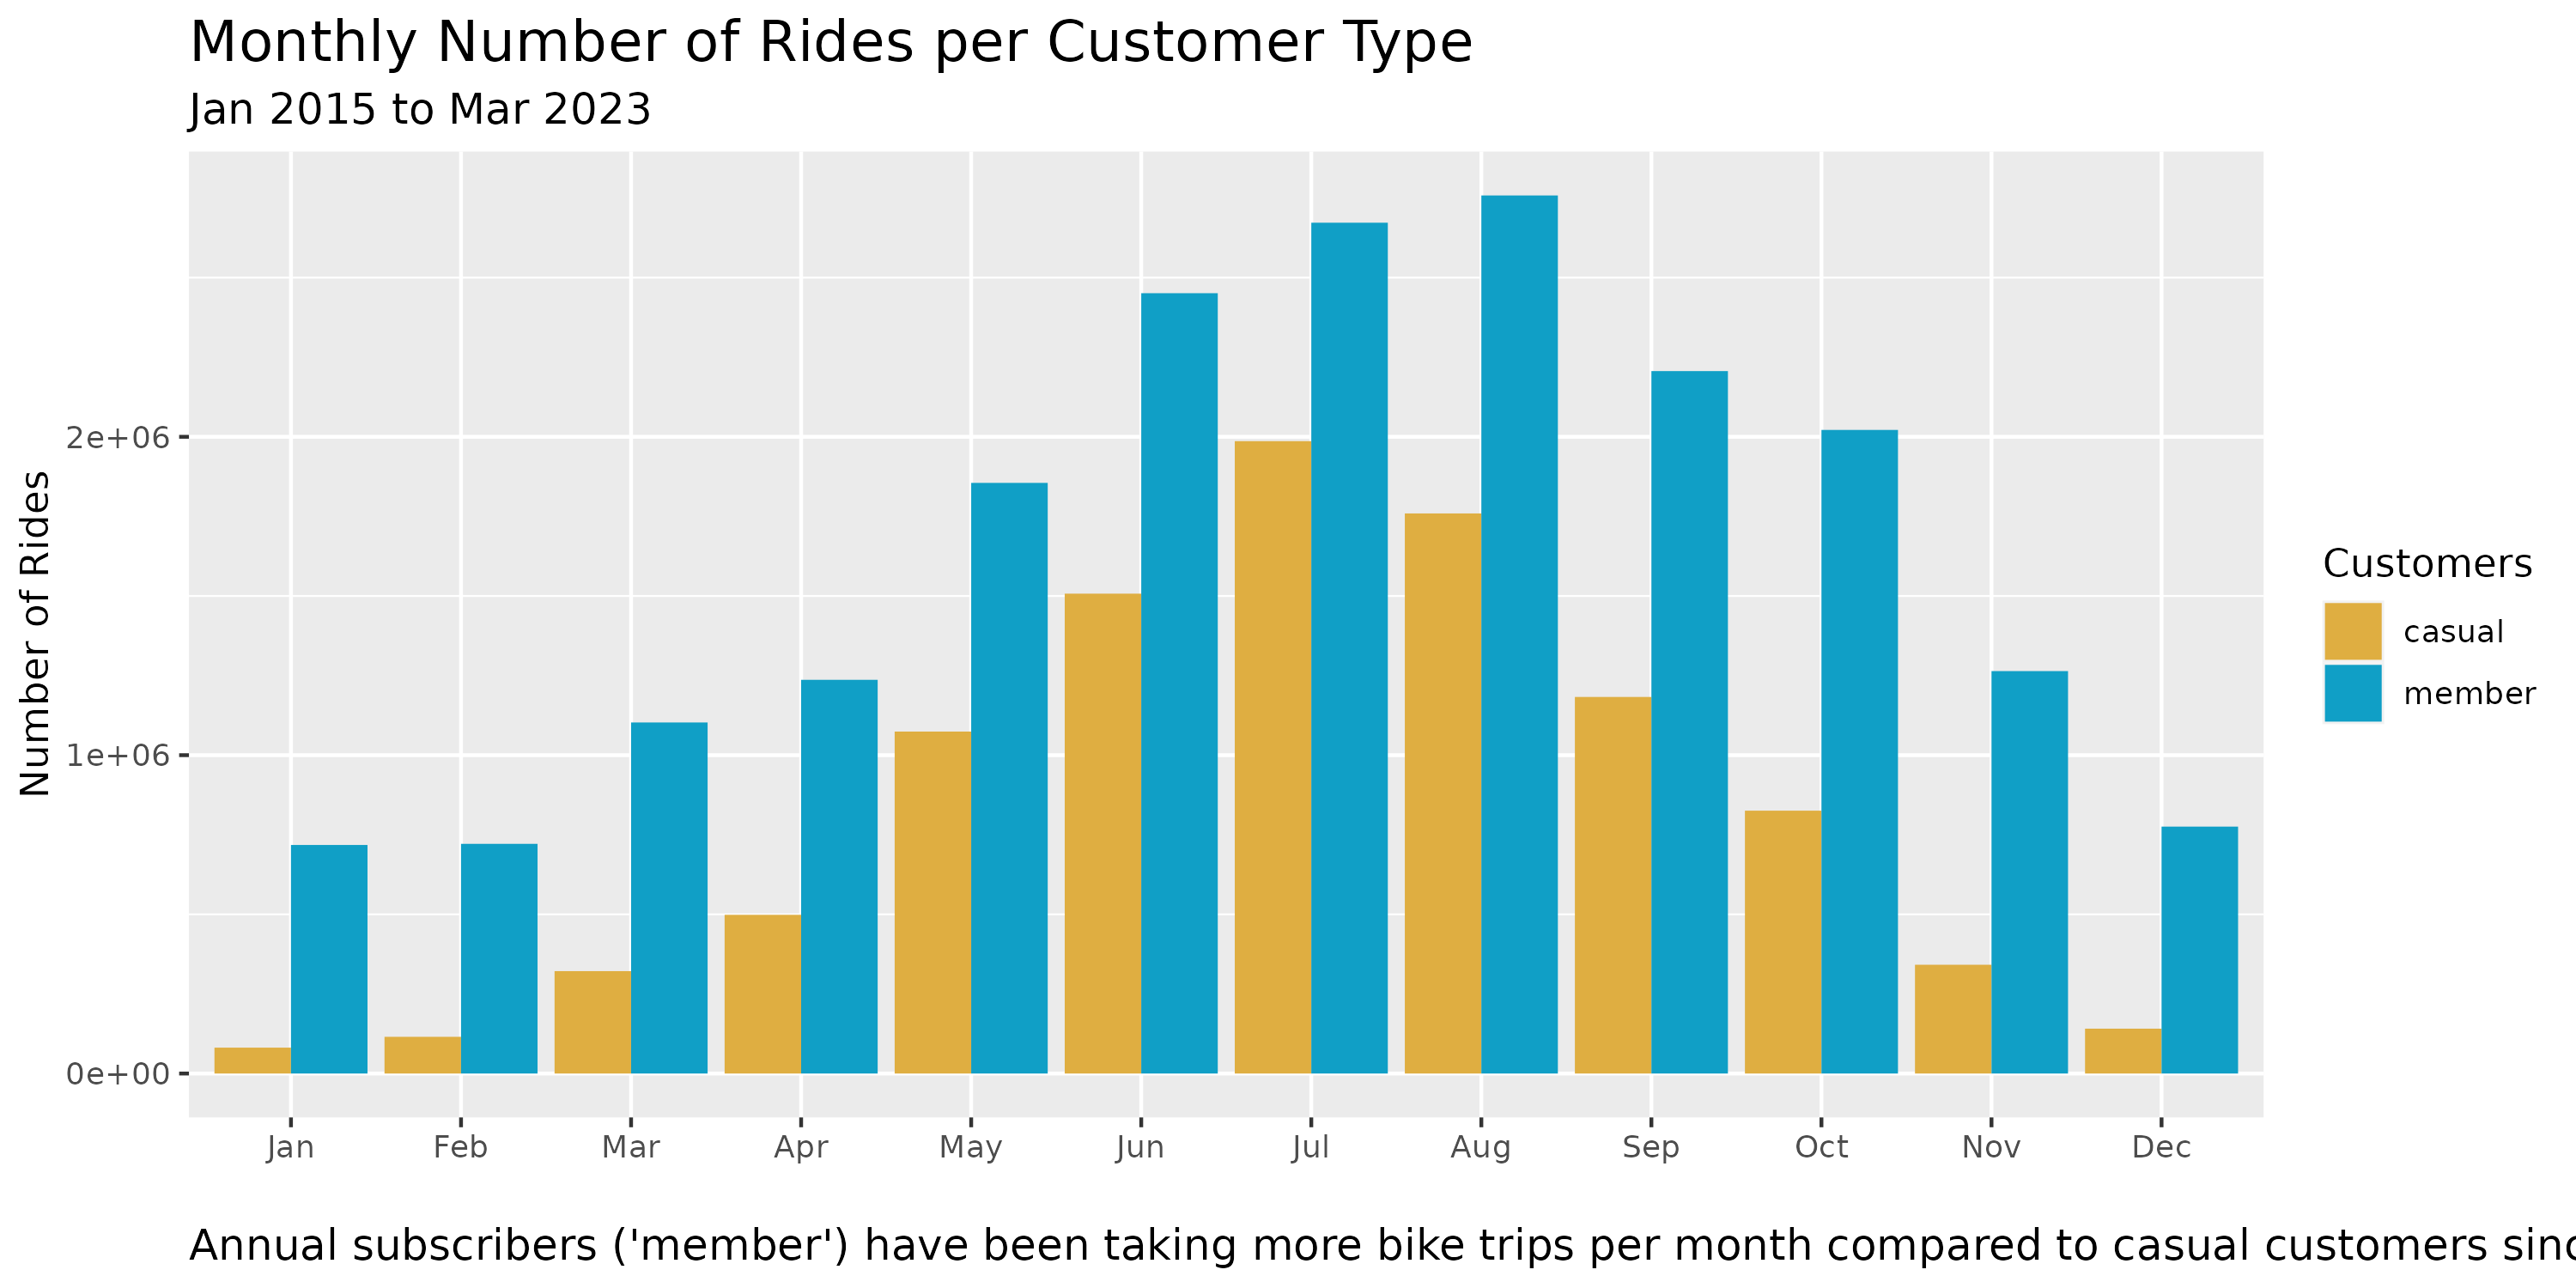 Monthly Number of Rides per Customer Type
Jan 2015 to Mar 2023
Number of Rides
2e+06
1e+06
0e+00
Jan Feb Mar Apr May Jun Jul Aug Sep Oct Nov Dec
Customers
casual
member
Annual subscribers ('member') have been taking more bike trips per month compared to casual customers